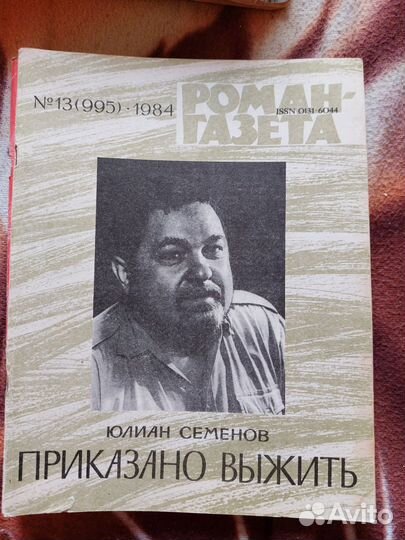 №13(995)·1984
РОМАН-
ISSN 0131-6044
ГАЗЕТА
ЮЛИАН СЕМЕНОВ
ПРИКАЗАНО ВЫЖИТЬ
Avito